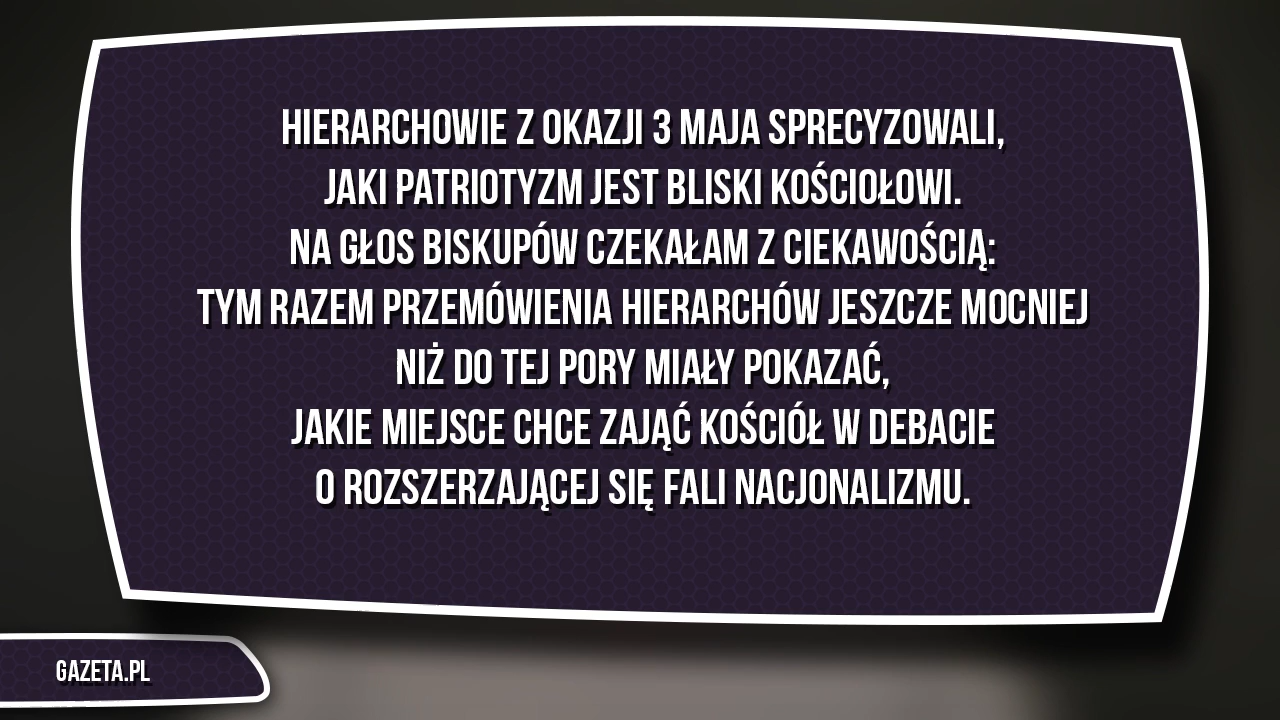 HIERARCHOWIE Z OKAZJI 3 MAJA SPRECYZOWALI,
JAKI PATRIOTYZM JEST BLISKI KOŚCIOŁOWI.
NA GŁOS BISKUPÓW CZEKAŁAM Z CIEKAWOŚCIĄ:
TYM RAZEM PRZEMÓWIENIA HIERARCHÓW JESZCZE MOCNIEJ
NIŻ DO TEJ PORY MIAŁY POKAZAĆ,
JAKIE MIEJSCE CHCE ZAJĄĆ KOŚCIÓŁ W DEBACIE
O ROZSZERZAJĄCEJ SIĘ FALI NACJONALIZMU.
GAZETA.PL